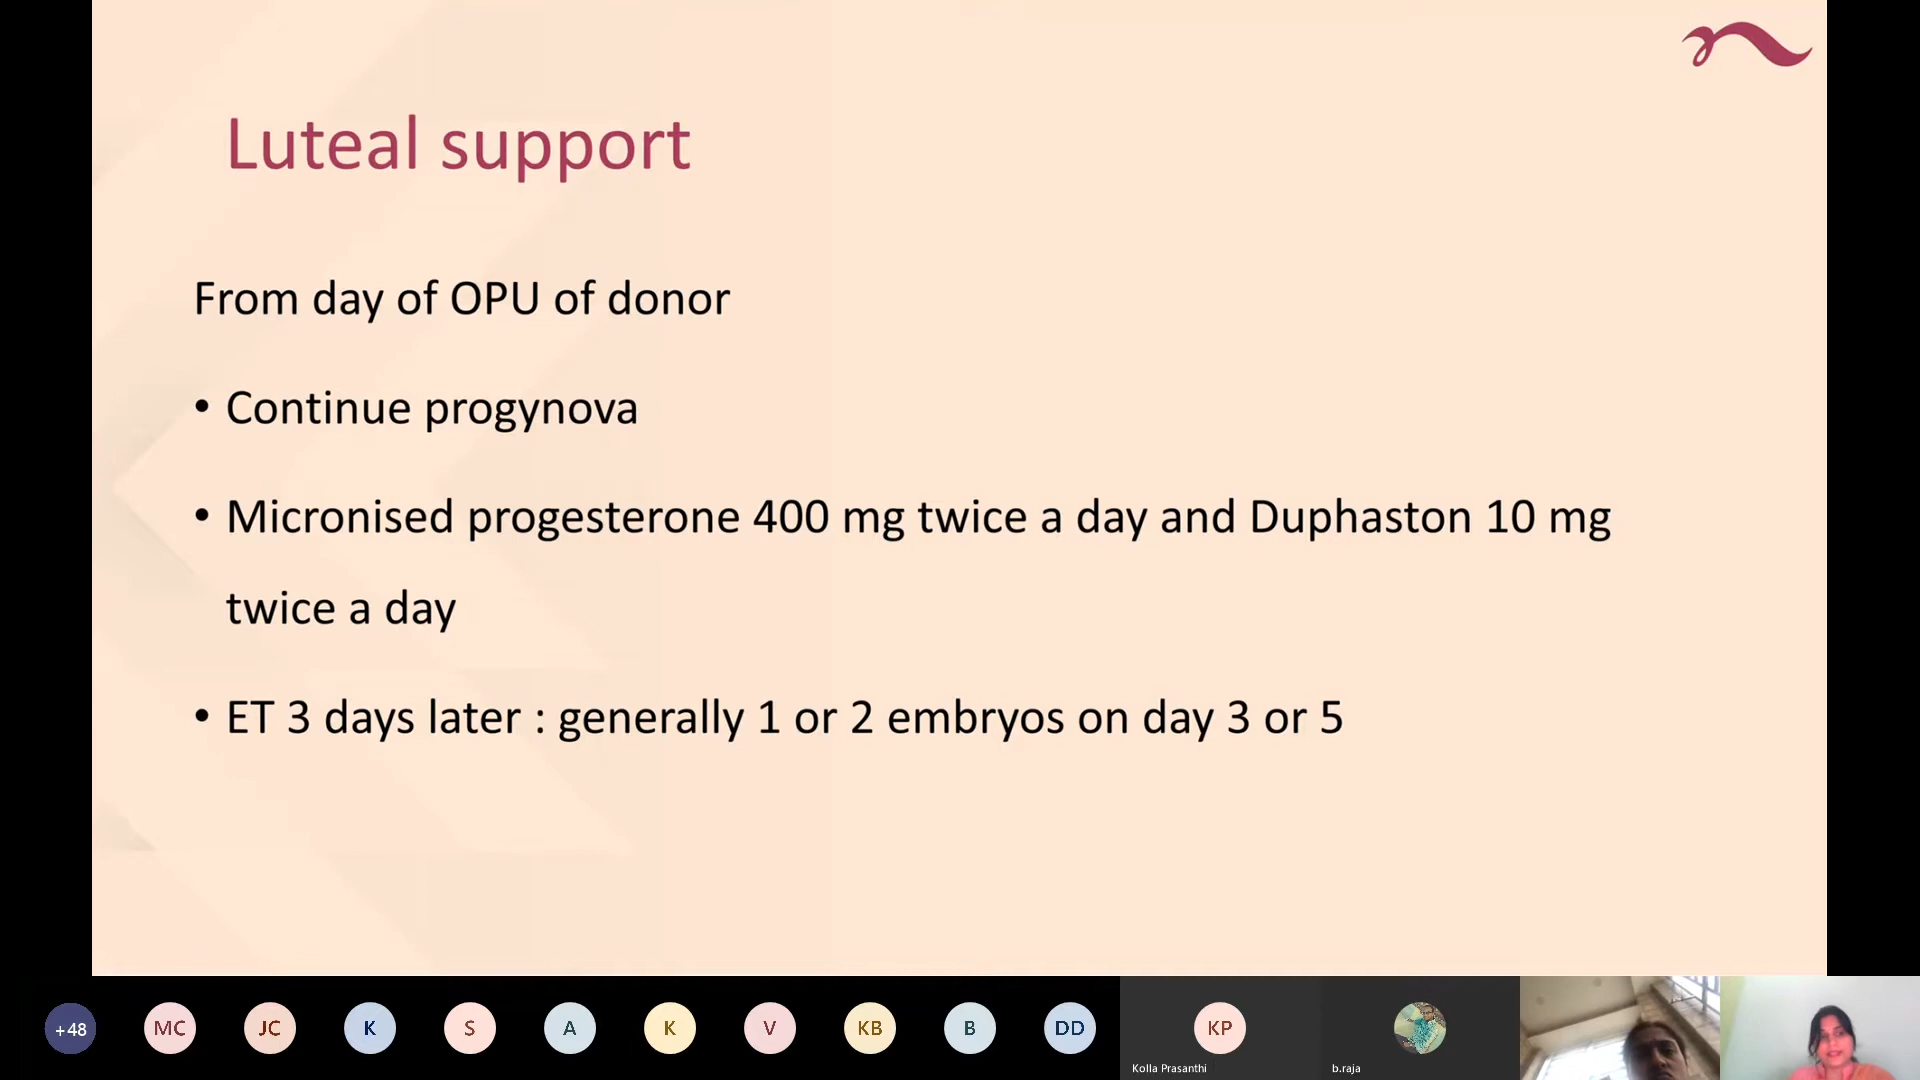 Luteal support
From day of OPU of donor
• Continue progynova
• Micronised progesterone 400 mg twice a day and Duphaston 10 mg
twice a day
• ET 3 days later : generally 1 or 2 embryos on day 3 or 5
+48 MC JC K S A K V KB B DD KP
Kolla Prasanthi b.raja